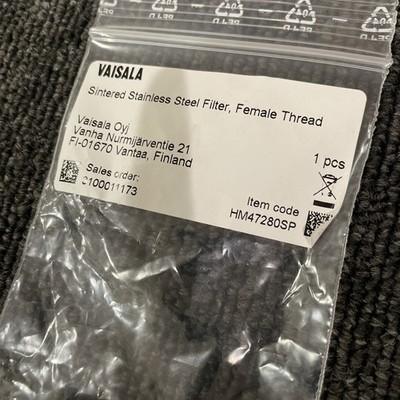 VAISALA
Sintered Stainless Steel Filter, Female Thread
Vaisala Oyj
Vanha Nurmijärventie 21
FI-01670 Vantaa, Finland
1 pcs
Sales order:
3100011173
Item code
HM47280SP